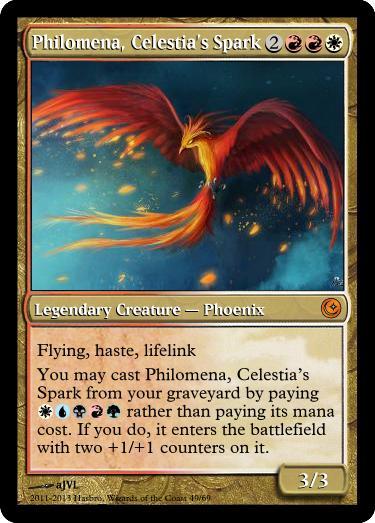 Philomena, Celestia's Spark 2
Legendary Creature — Phoenix
Flying, haste, lifelink
You may cast Philomena, Celestia's
Spark from your graveyard by paying
rather than paying its mana
cost. If you do, it enters the battlefield
with two +1/+1 counters on it.
aJVL
3/3
2011-2013 Hasbro, Wizards of the Coast 49/69